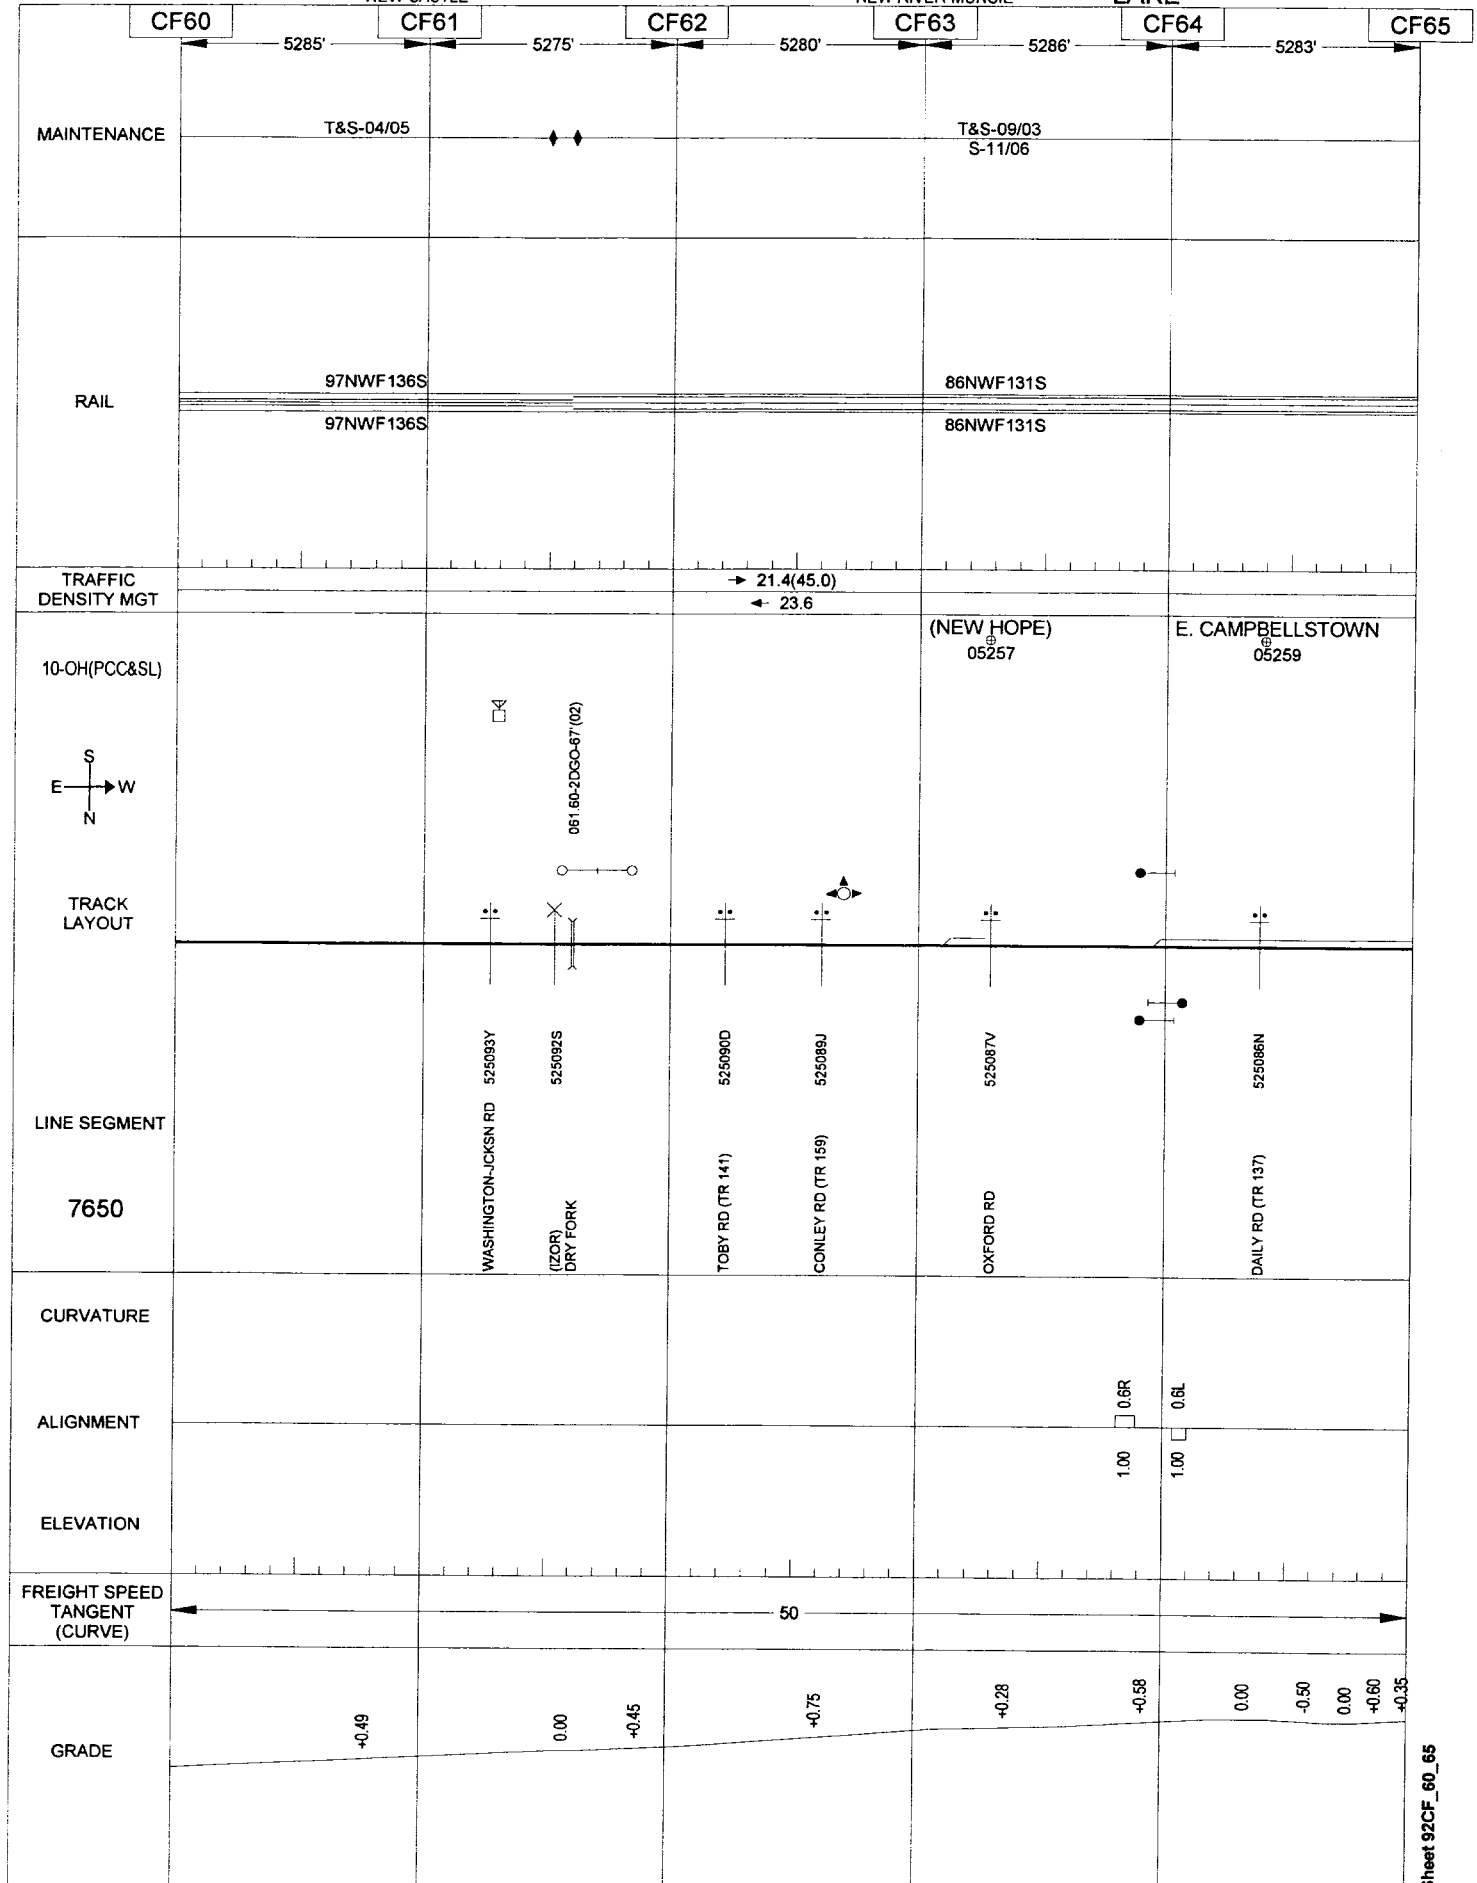 CF60
CF61
CF62
CF63
CF64
CF65
5285'
5275'
5280'
5286'
5283'
MAINTENANCE
T&S-04/05
T&S-09/03
S-11/06
RAIL
97NWF136S
86NWF131S
97NWF136S
86NWF131S
TRAFFIC
DENSITY MGT
21.4(45.0)
23.6
10-OH(PCC&SL)
(NEW HOPE)
05257
E. CAMPBELLSTOWN
05259
S
E W
N
061.60-2DGO-67'(02)
TRACK
LAYOUT
LINE SEGMENT
7650
WASHINGTON-JCKSN RD 525093Y
(IZOR) 525092S
DRY FORK
TOBY RD (TR 141) 525090D
CONLEY RD (TR 159) 525089J
OXFORD RD 525087V
DAILY RD (TR 137) 525086N
CURVATURE
ALIGNMENT
0.6R
0.6L
1.00
1.00
ELEVATION
FREIGHT SPEED
TANGENT
(CURVE)
50
GRADE
+0.49
0.00
+0.45
+0.75
+0.28
+0.58
0.00
-0.50
0.00
+0.60
+0.35
Sheet 92CF_60_65